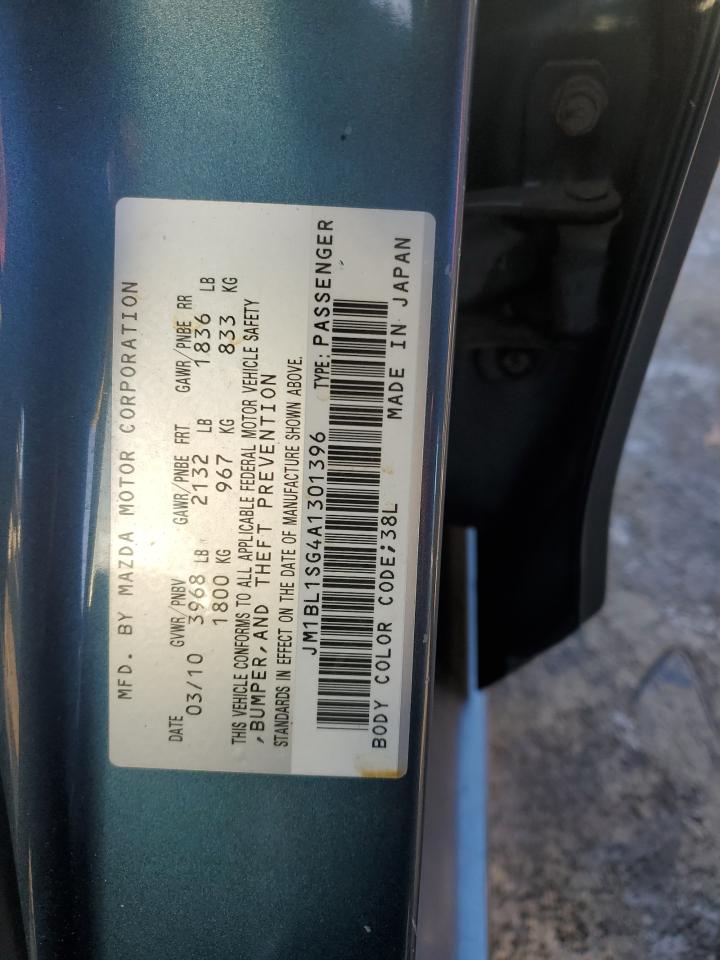 MFD. BY MAZDA MOTOR CORPORATION
DATE GVWR/PNBV GAWR/PNBE FRT GAWR/PNBE RR
03/10 3968 LB 2132 LB 1836 LB
1800 KG 967 KG 833 KG
THIS VEHICLE CONFORMS TO ALL APPLICABLE FEDERAL MOTOR VEHICLE SAFETY
,BUMPER,AND THEFT PREVENTION
STANDARDS IN EFFECT ON THE DATE OF MANUFACTURE SHOWN ABOVE.
JM1BL1SG4A1301396 TYPE: PASSENGER
BODY COLOR CODE;38L MADE IN JAPAN